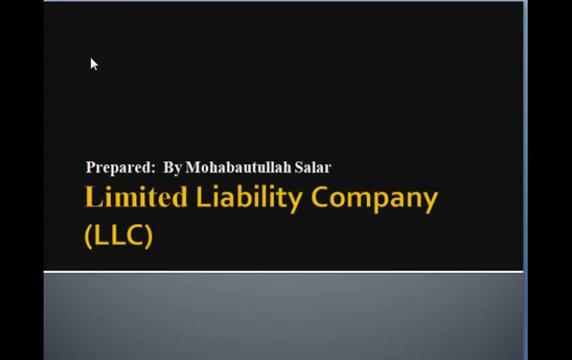 Prepared:  By Mohabautullah Salar
Limited Liability Company
(LLC)